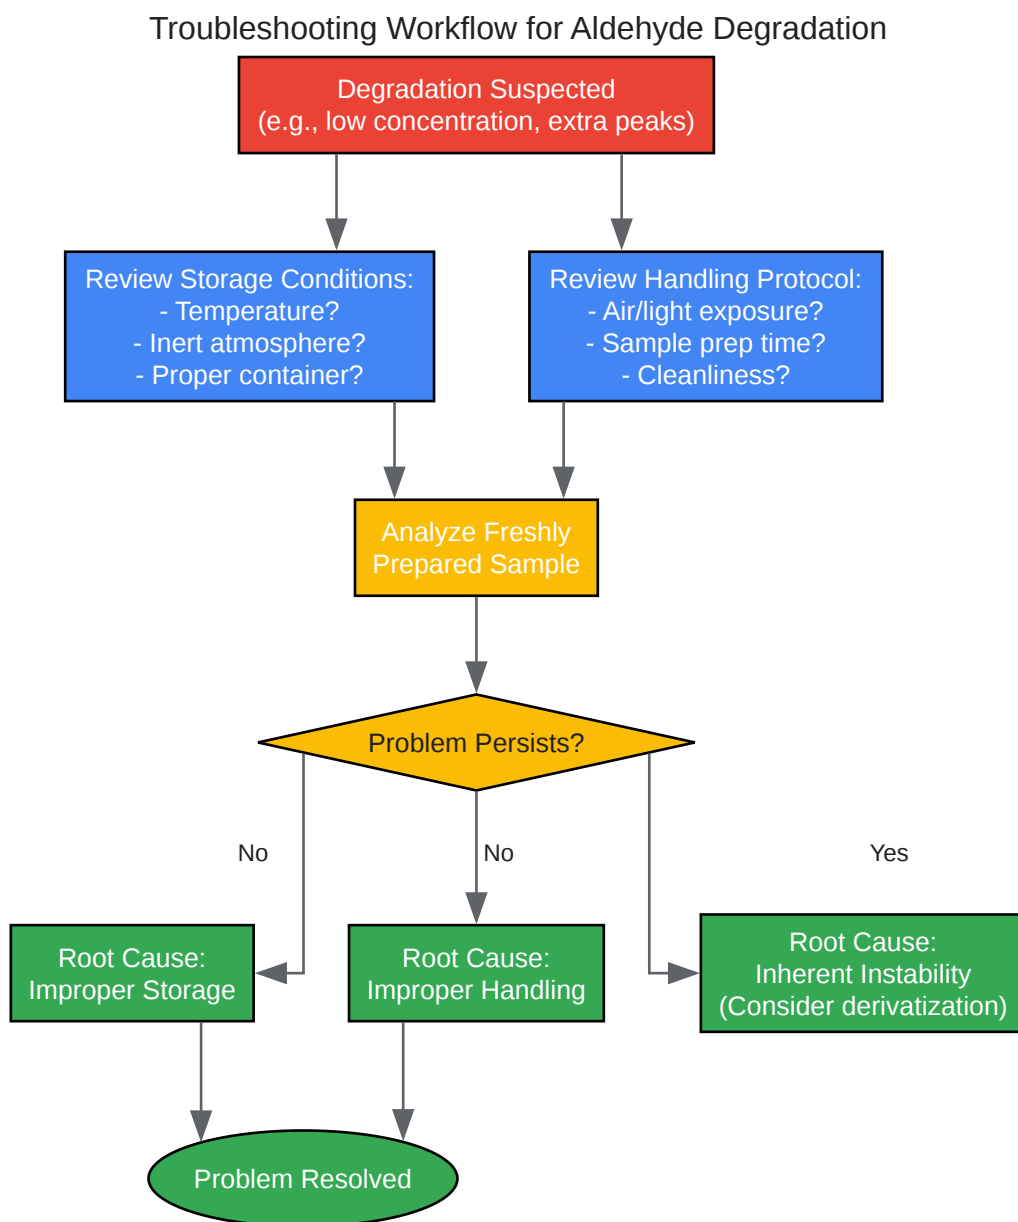 Troubleshooting Workflow for Aldehyde Degradation
Degradation Suspected
(e.g., low concentration, extra peaks)
Review Storage Conditions:
- Temperature?
- Inert atmosphere?
- Proper container?
Review Handling Protocol:
- Air/light exposure?
- Sample prep time?
- Cleanliness?
Analyze Freshly
Prepared Sample
Problem Persists?
No
No
Yes
Root Cause:
Improper Storage
Root Cause:
Improper Handling
Root Cause:
Inherent Instability
(Consider derivatization)
Problem Resolved